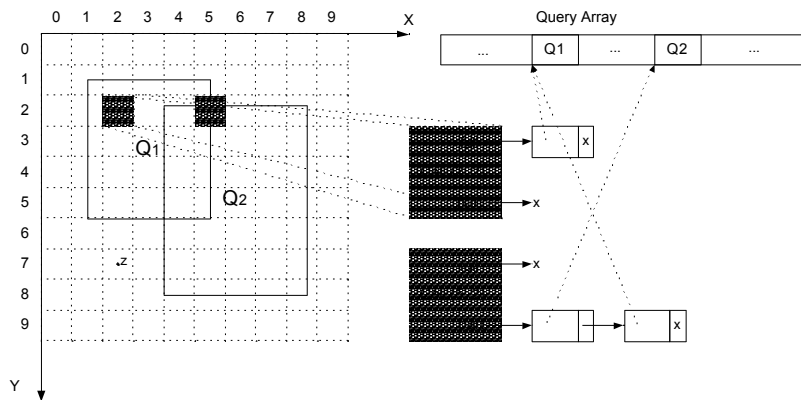 0 1 2 3 4 5 6 7 8 9 X
Query Array
0
... Q1 ... Q2 ...
1
2
3
Q1
x
4
5
Q2
x
6
7
z
x
8
9
x
Y